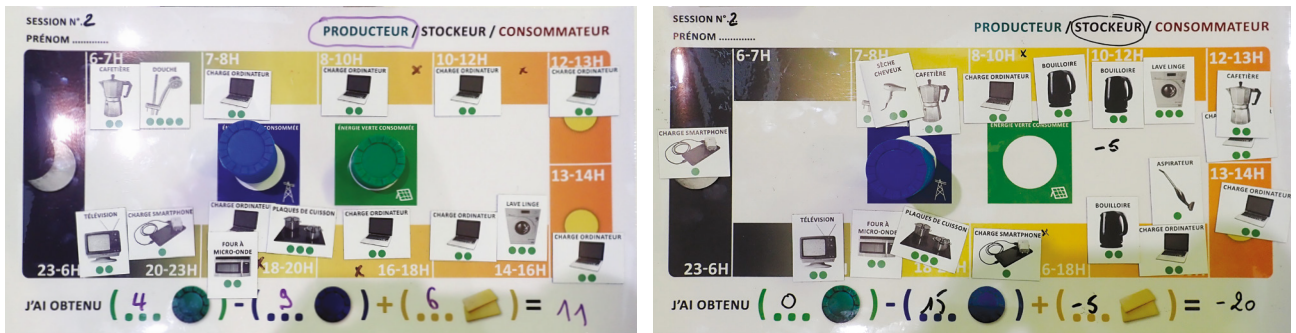 SESSION N°.2
PRÉNOM .............
PRODUCTEUR / STOCKEUR / CONSOMMATEUR
6-7H
7-8H
8-10H
10-12H
12-13H
CAFETIÈRE
DOUCHE
CHARGE ORDINATEUR
CHARGE ORDINATEUR
x
CHARGE ORDINATEUR
x
CHARGE ORDINATEUR
ÉNERGIE VERTE CONSOMMÉE
13-14H
TÉLÉVISION
CHARGE SMARTPHONE
CHARGE ORDINATEUR
FOUR À MICRO-ONDE
PLAQUES DE CUISSON
CHARGE ORDINATEUR
CHARGE ORDINATEUR
LAVE LINGE
CHARGE ORDINATEUR
23-6H
20-23H
x
18-20H
x
16-18H
14-16H
J'AI OBTENU (4) - (9) + (6) = 11
SESSION N°.2
PRÉNOM .............
PRODUCTEUR / STOCKEUR / CONSOMMATEUR
6-7H
7-8H
8-10H
x
10-12H
12-13H
SÈCHE CHEVEUX
CAFETIÈRE
CHARGE ORDINATEUR
BOUILLOIRE
BOUILLOIRE
LAVE LINGE
CAFETIÈRE
CHARGE SMARTPHONE
ÉNERGIE VERTE CONSOMMÉE
-5
13-14H
ASPIRATEUR
CHARGE ORDINATEUR
TÉLÉVISION
FOUR À MICRO-ONDE
PLAQUES DE CUISSON
CHARGE SMARTPHONE
x
BOUILLOIRE
CHARGE ORDINATEUR
23-6H
6-18H
J'AI OBTENU (0) - (15) + (-5) = -20